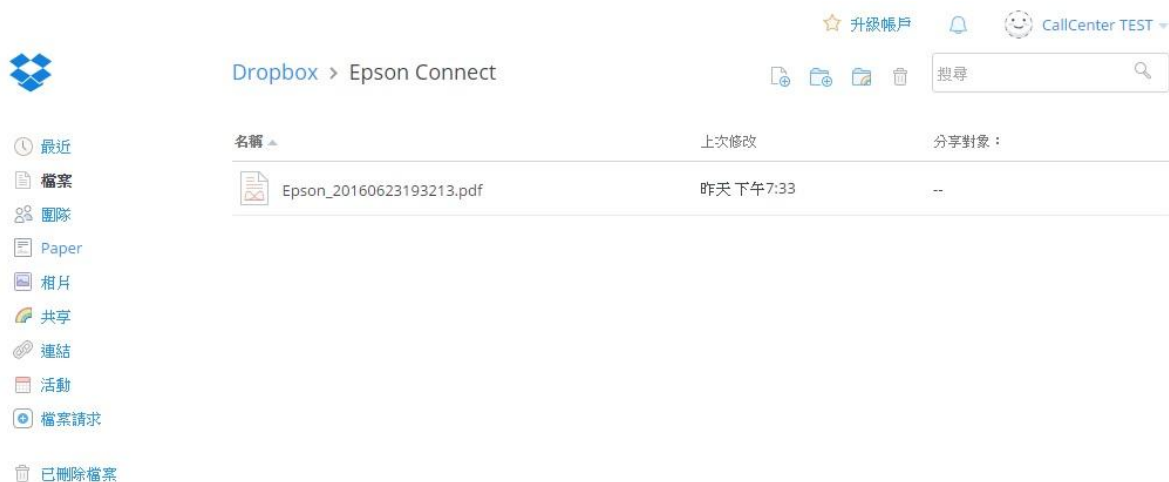 升級帳戶 CallCenter TEST
Dropbox > Epson Connect
搜尋
最近
檔案
團隊
Paper
相片
共享
連結
活動
檔案請求
已刪除檔案
名稱 上次修改 分享對象：
Epson_20160623193213.pdf 昨天 下午7:33 --